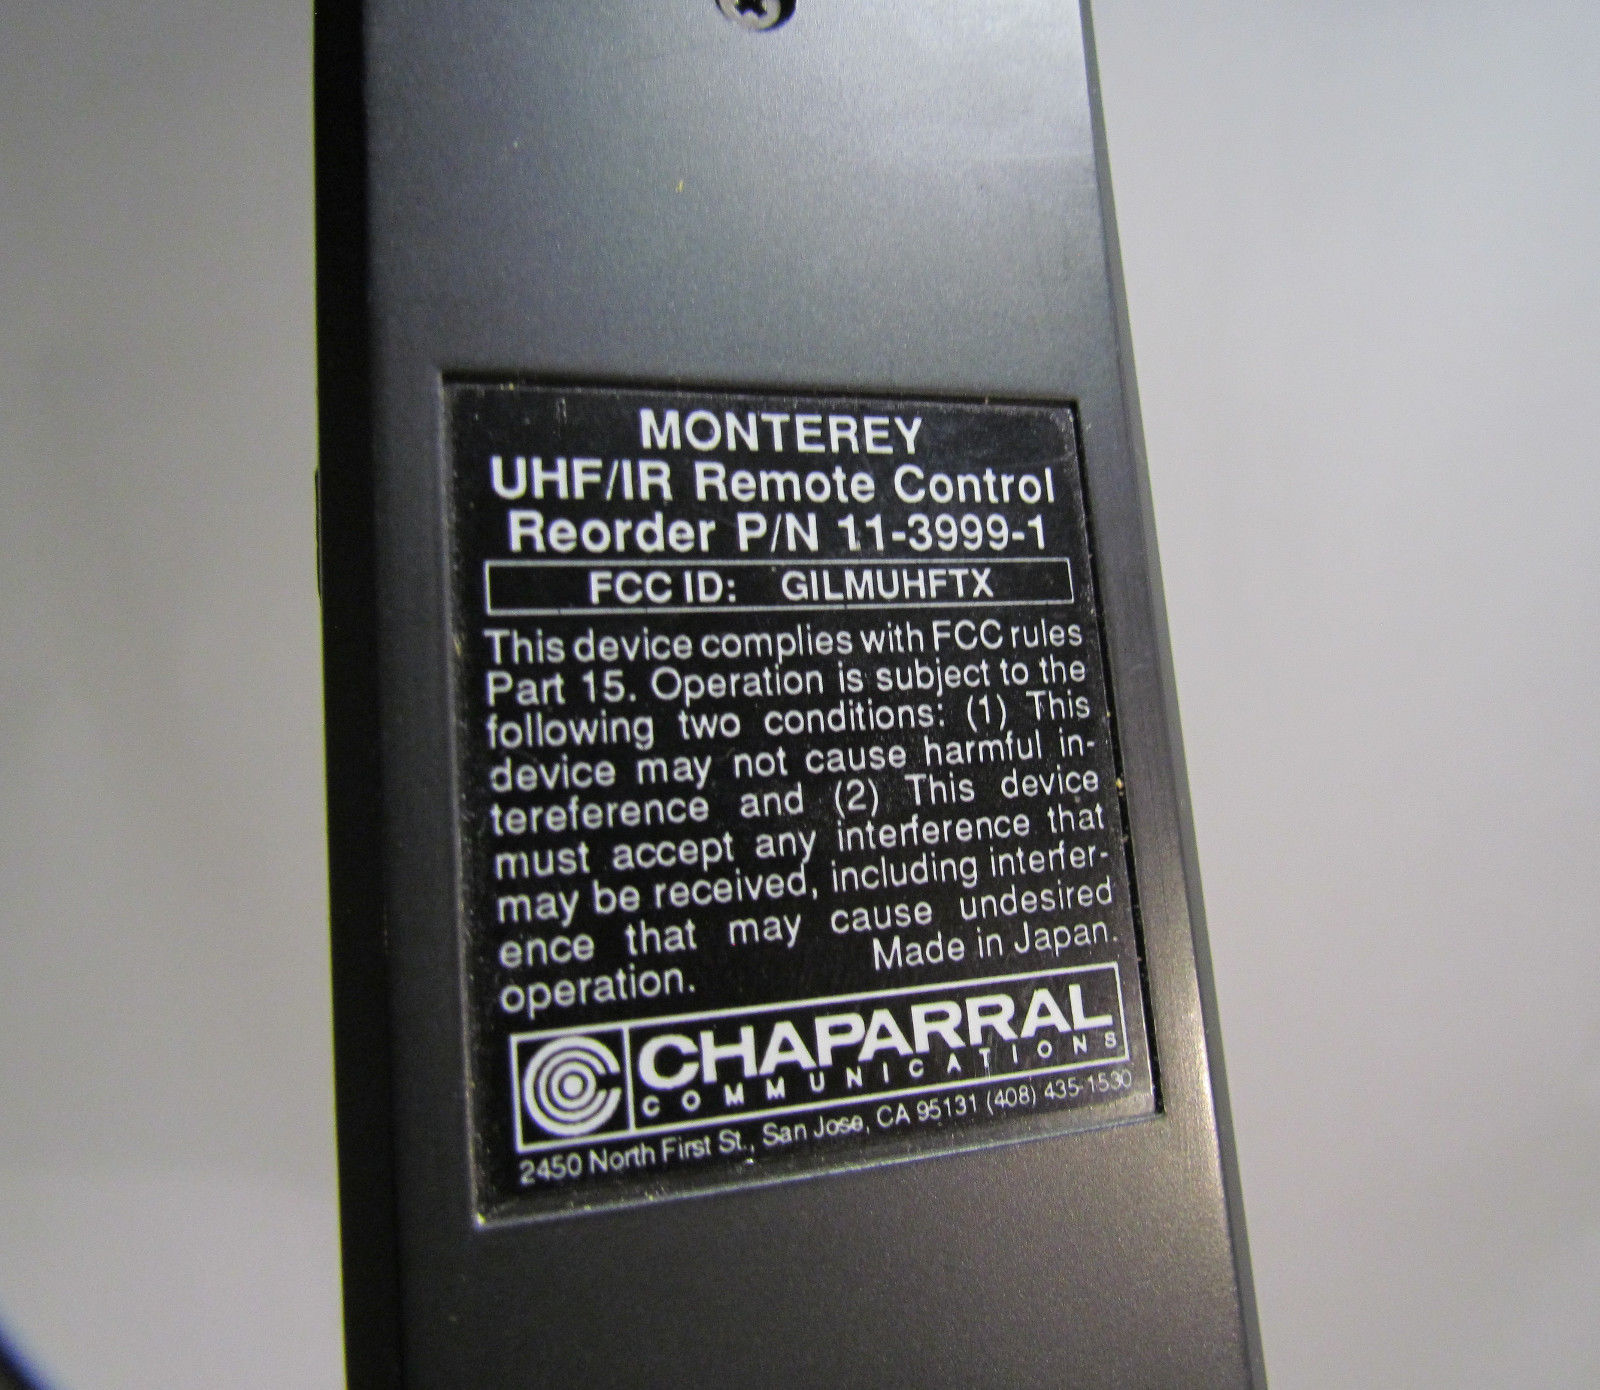 MONTEREY
UHF/IR Remote Control
Reorder P/N 11-3999-1
FCC ID: GILMUHFTX
This device complies with FCC rules
Part 15. Operation is subject to the
following two conditions: (1) This
device may not cause harmful in-
tereference and (2) This device
must accept any interference that
may be received, including interfer-
ence that may cause undesired
operation. Made in Japan.
CHAPARRAL
COMMUNICATIONS
2450 North First St., San Jose, CA 95131 (408) 435-1530